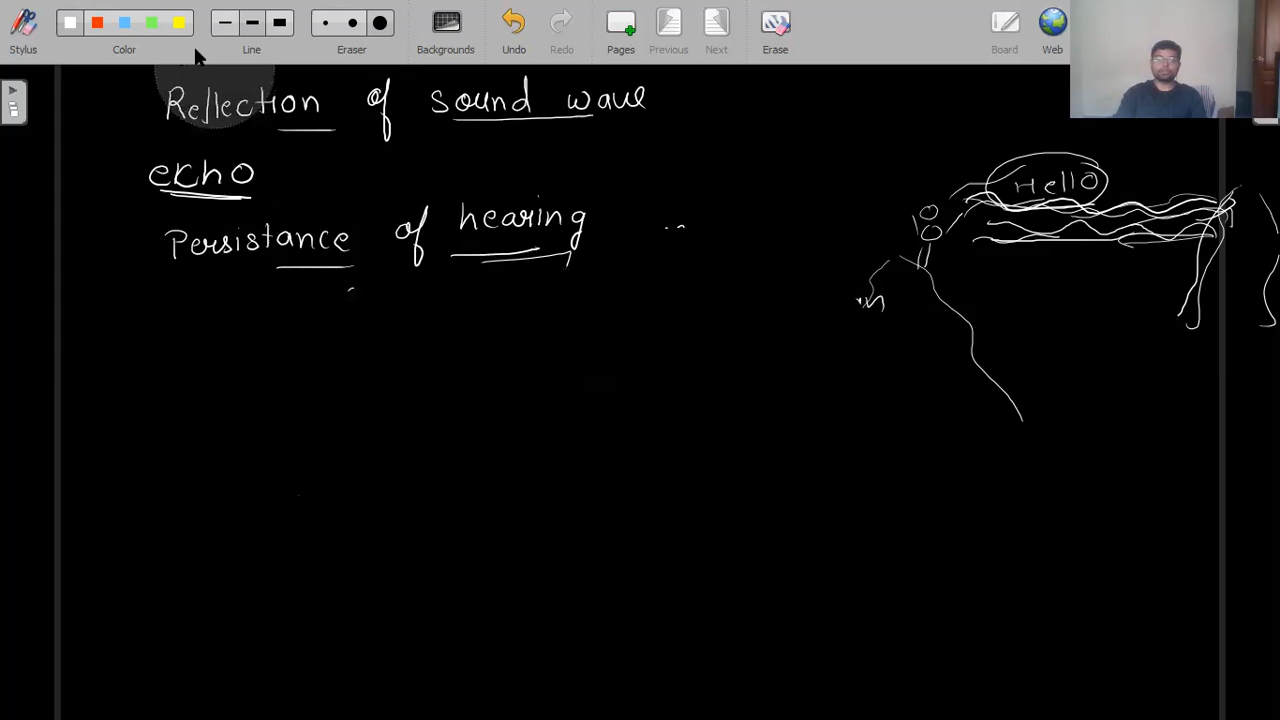 Stylus Color Line Eraser Backgrounds Undo Redo Pages Previous Next Erase Board Web
Reflection of sound wave
echo
Hello
Persistance of hearing ..